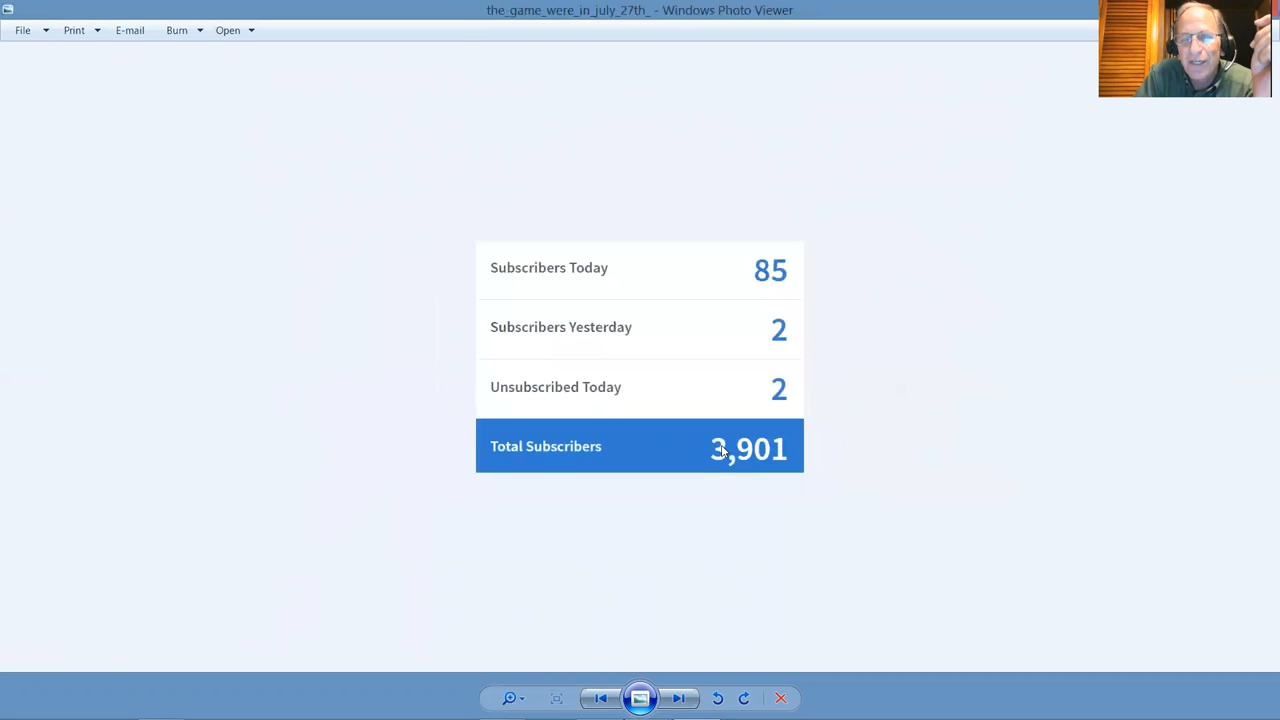 the_game_were_in_july_27th_ - Windows Photo Viewer
File Print E-mail Burn Open
Subscribers Today 85
Subscribers Yesterday 2
Unsubscribed Today 2
Total Subscribers 3,901